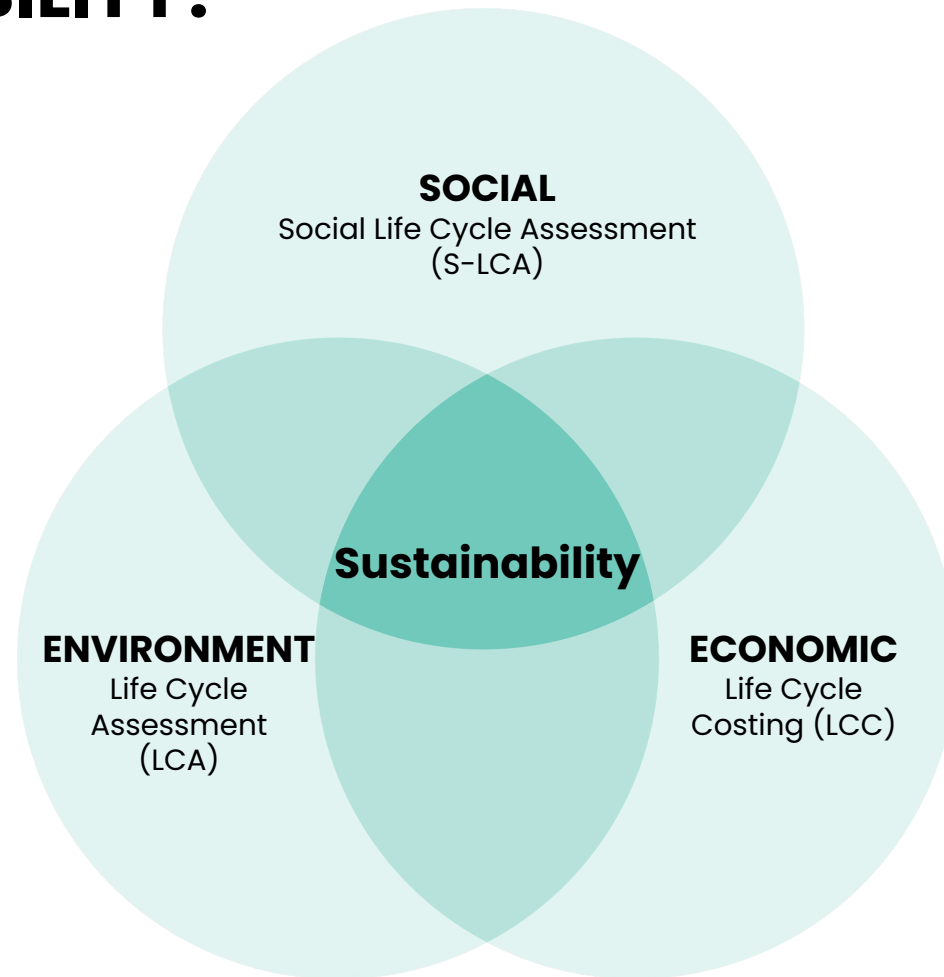 SOCIAL
Social Life Cycle Assessment
(S-LCA)
Sustainability
ENVIRONMENT
Life Cycle
Assessment
(LCA)
ECONOMIC
Life Cycle
Costing (LCC)